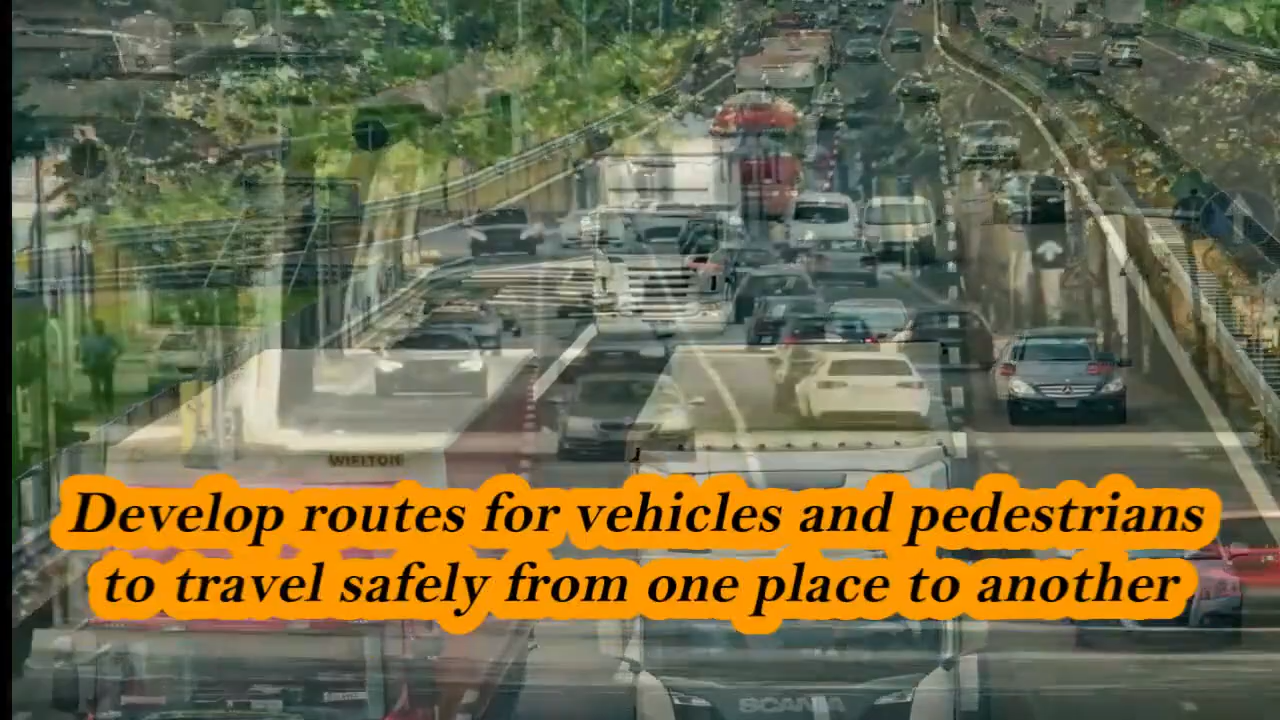 WIELTON
Develop routes for vehicles and pedestrians
to travel safely from one place to another
SCANIA